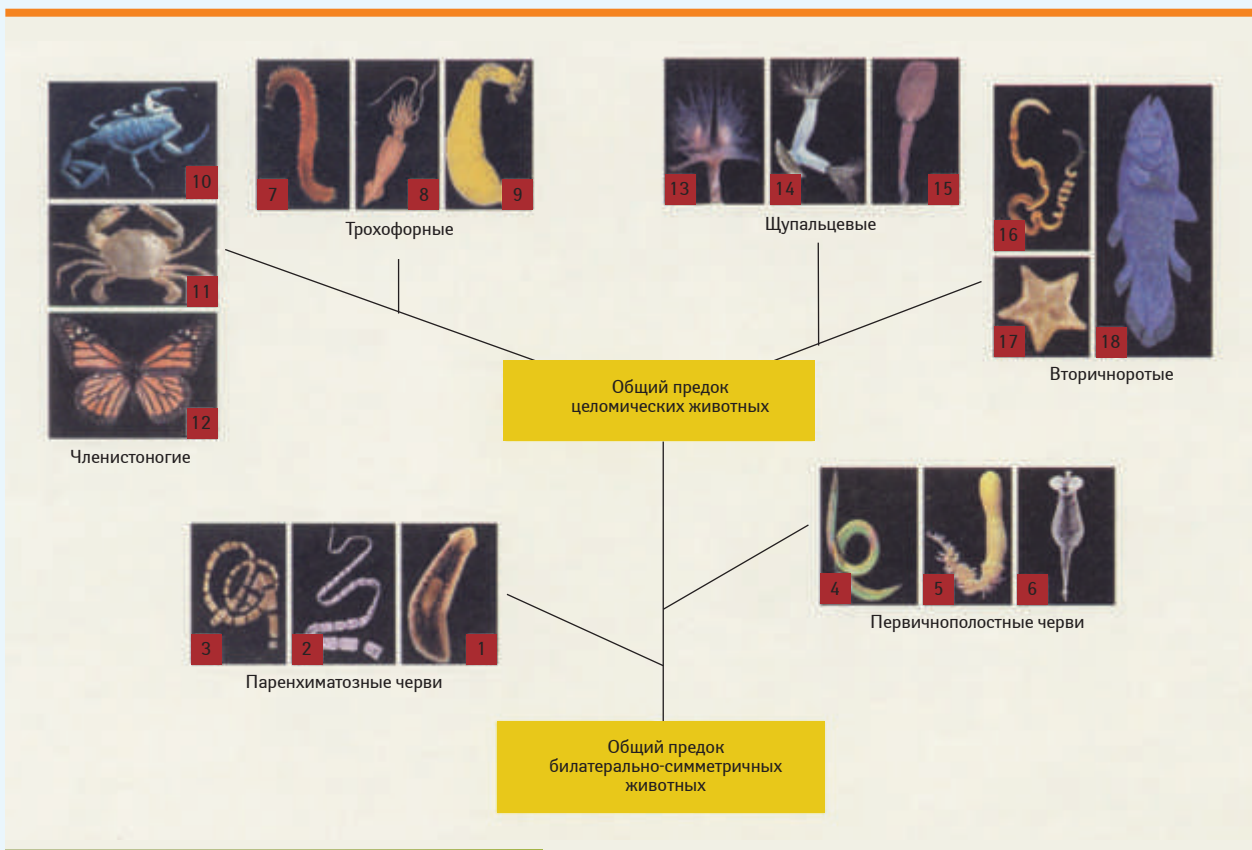 10
11
12
Членистоногие
7
8
9
Трохофорные
13
14
15
Щупальцевые
16
17
18
Вторичноротые
Общий предок
целомических животных
3
2
1
Паренхиматозные черви
4
5
6
Первичнополостные черви
Общий предок
билатерально-симметричных
животных